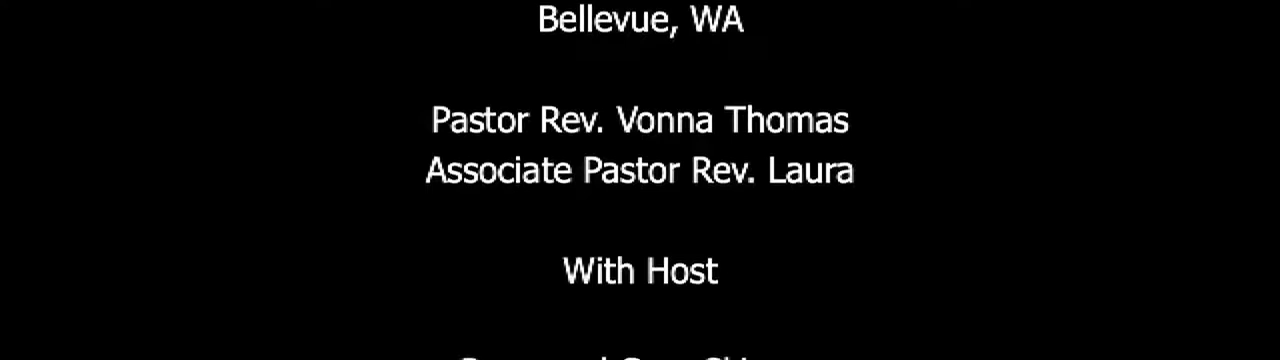 Bellevue, WA
Pastor Rev. Vonna Thomas
Associate Pastor Rev. Laura
With Host